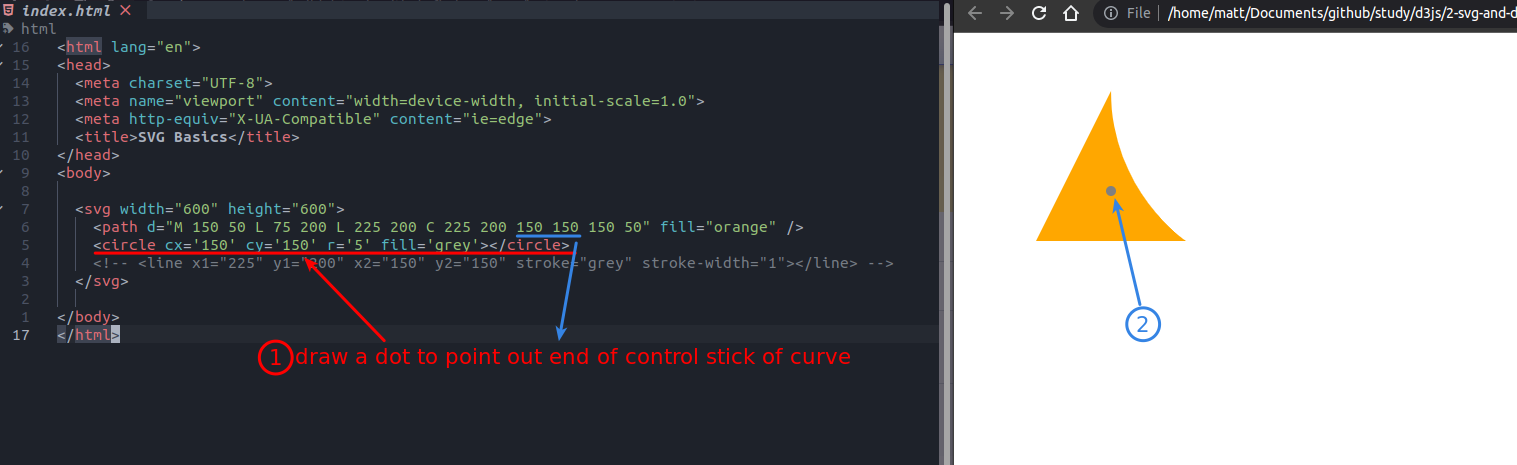 index.html
html
File /home/matt/Documents/github/study/d3js/2-svg-and-d
16 <html lang="en">
15 <head>
14 <meta charset="UTF-8">
13 <meta name="viewport" content="width=device-width, initial-scale=1.0">
12 <meta http-equiv="X-UA-Compatible" content="ie=edge">
11 <title>SVG Basics</title>
10 </head>
9 <body>
8
7 <svg width="600" height="600">
6 <path d="M 150 50 L 75 200 L 225 200 C 225 200 150 150 150 50" fill="orange" />
5 <circle cx='150' cy='150' r='5' fill='grey'></circle>
4 <!-- <line x1="225" y1="200" x2="150" y2="150" stroke="grey" stroke-width="1"></line> -->
3 </svg>
2
1 </body>
17 </html>
1 draw a dot to point out end of control stick of curve
2